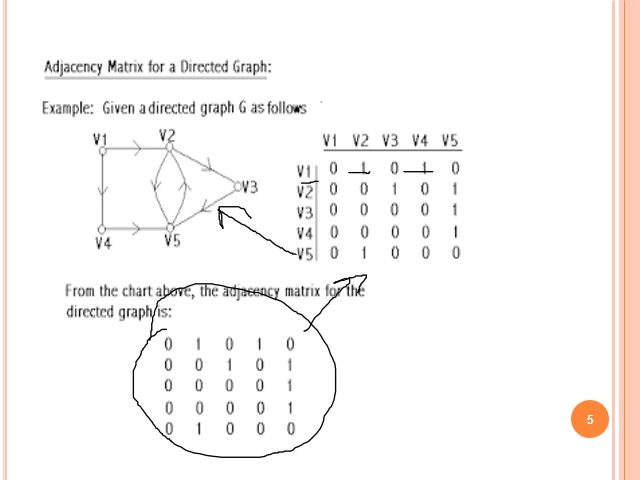 Adjacency Matrix for a Directed Graph:
Example: Given a directed graph G as follows
V1 V2
V3
V4 V5
V1 V2 V3 V4 V5
V1 0 1 0 1 0
V2 0 0 1 0 1
V3 0 0 0 0 1
V4 0 0 0 0 1
V5 0 1 0 0 0
From the chart above, the adjacency matrix for the
directed graph is:
0 1 0 1 0
0 0 1 0 1
0 0 0 0 1
0 0 0 0 1
0 1 0 0 0
5